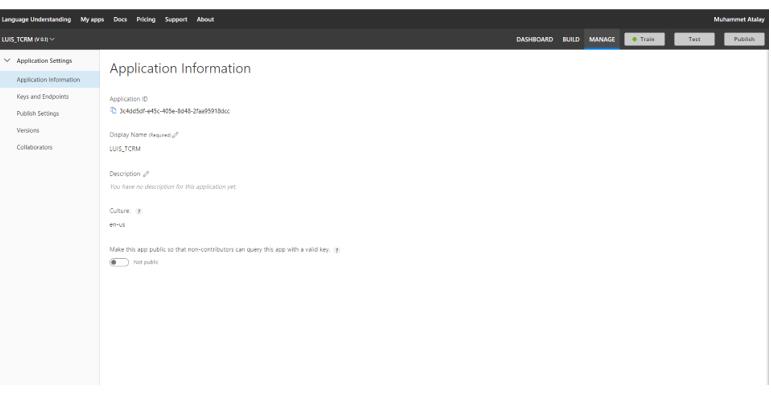 Language Understanding My apps Docs Pricing Support About Muhammet Atalay
LUIS_TCRM (V 0.1) DASHBOARD BUILD MANAGE Train Test Publish
Application Settings
Application Information
Keys and Endpoints
Publish Settings
Versions
Collaborators
Application Information
Application ID
3c4dd5df-e45c-405e-8d48-2faa95918dcc
Display Name (Required)
LUIS_TCRM
Description
You have no description for this application yet.
Culture ?
en-us
Make this app public so that non-contributors can query this app with a valid key. ?
Not public